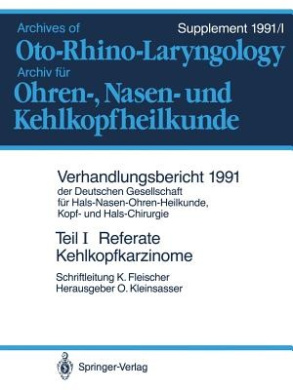 Archives of
Supplement 1991/I
Oto-Rhino-Laryngology
Archiv für
Ohren-, Nasen- und
Kehlkopfheilkunde
Verhandlungsbericht 1991
der Deutschen Gesellschaft
für Hals-Nasen-Ohren-Heilkunde,
Kopf- und Hals-Chirurgie
Teil I Referate
Kehlkopfkarzinome
Schriftleitung K. Fleischer
Herausgeber O. Kleinsasser
Springer-Verlag